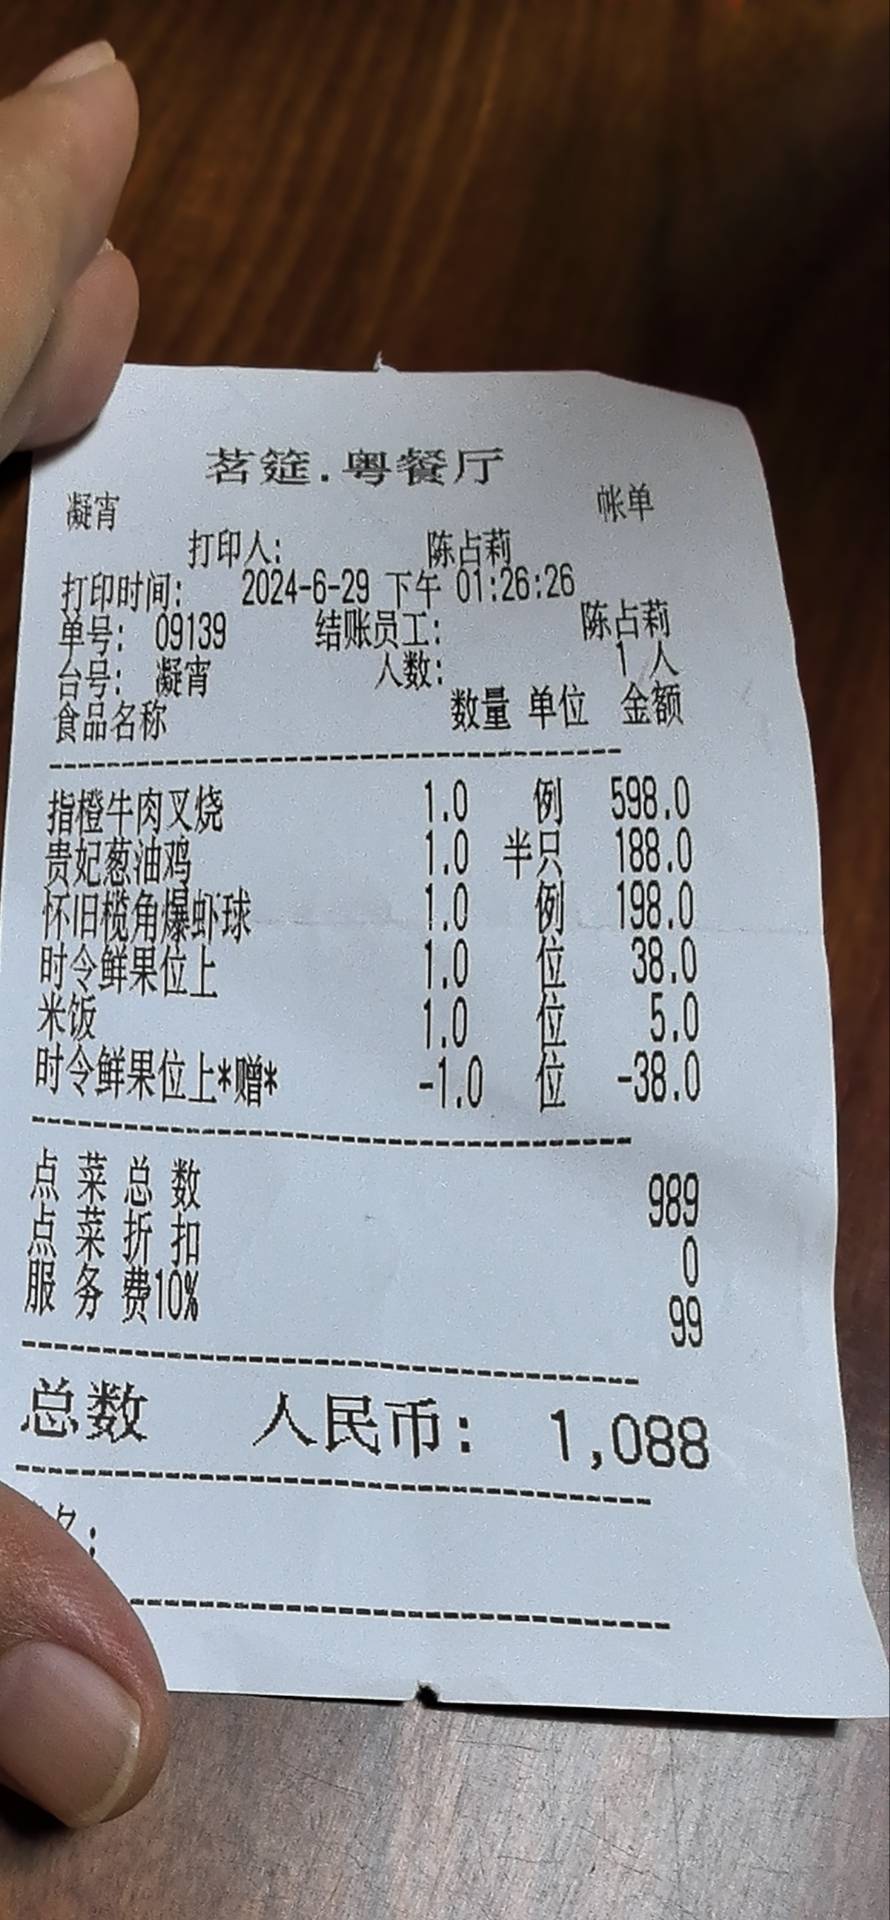 茗筵.粤餐厅
凝宵 帐单
打印人: 陈占莉
打印时间: 2024-6-29 下午 01:26:26
单号: 09139 结账员工: 陈占莉
台号: 凝宵 人数: 1 人
食品名称 数量 单位 金额
指橙牛肉叉烧 1.0 例 598.0
贵妃葱油鸡 1.0 半只 188.0
怀旧榄角爆虾球 1.0 例 198.0
时令鲜果位上 1.0 位 38.0
米饭 1.0 位 5.0
时令鲜果位上*赠* -1.0 位 -38.0
点菜总数 989
点菜折扣 0
服务费10% 99
总数 人民币: 1,088